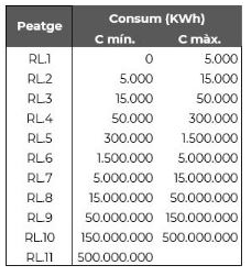 Peatge Consum (KWh)
C mín. C màx.
RL.1 0 5.000
RL.2 5.000 15.000
RL.3 15.000 50.000
RL.4 50.000 300.000
RL.5 300.000 1.500.000
RL.6 1.500.000 5.000.000
RL.7 5.000.000 15.000.000
RL.8 15.000.000 50.000.000
RL.9 50.000.000 150.000.000
RL.10 150.000.000 500.000.000
RL.11 500.000.000